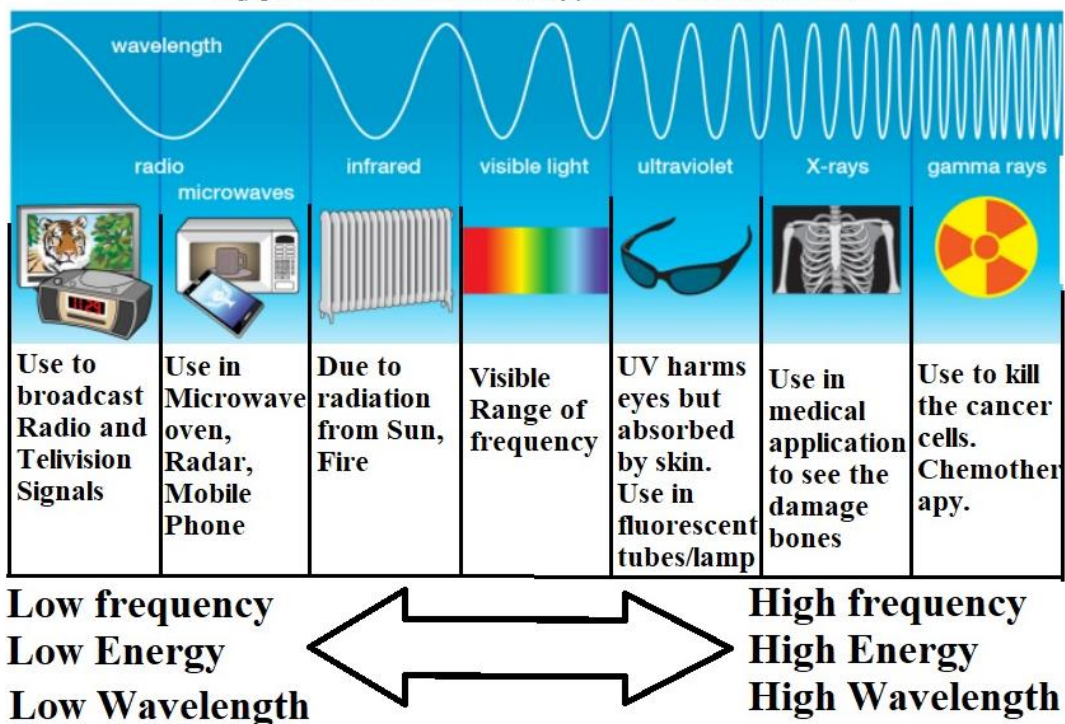 wavelength
radio
microwaves
infrared
visible light
ultraviolet
X-rays
gamma rays
11:29
Use to
broadcast
Radio and
Telivision
Signals
Use in
Microwave
oven,
Radar,
Mobile
Phone
Due to
radiation
from Sun,
Fire
Visible
Range of
frequency
UV harms
eyes but
absorbed
by skin.
Use in
fluorescent
tubes/lamp
Use in
medical
application
to see the
damage
bones
Use to kill
the cancer
cells.
Chemother
apy.
Low frequency
Low Energy
Low Wavelength
High frequency
High Energy
High Wavelength